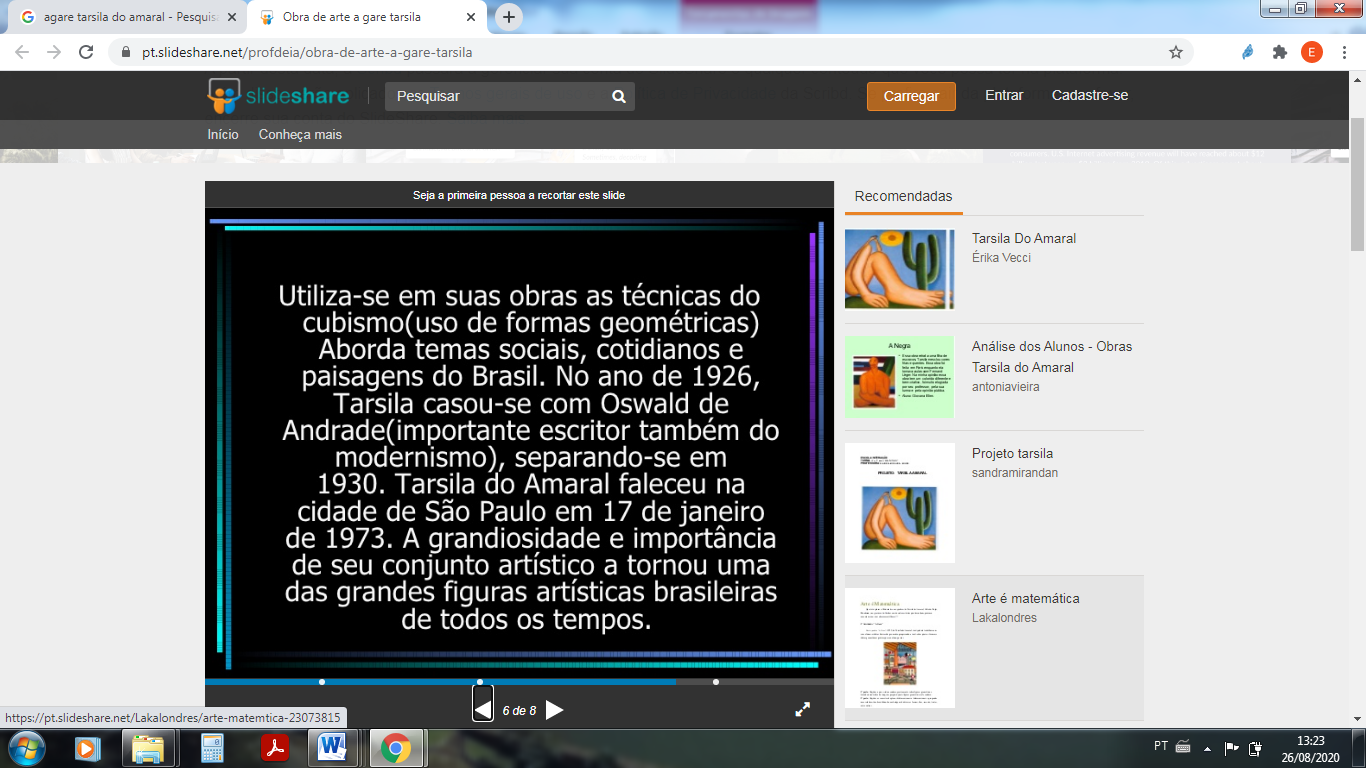 agare tarsila do amaral - Pesquisa
Obra de arte a gare tarsila
pt.slideshare.net/profdeia/obra-de-arte-a-gare-tarsila
E
slideshare
Pesquisar
Carregar
Entrar
Cadastre-se
Início
Conheça mais
Seja a primeira pessoa a recortar este slide
Utiliza-se em suas obras as técnicas do
cubismo(uso de formas geométricas)
Aborda temas sociais, cotidianos e
paisagens do Brasil. No ano de 1926,
Tarsila casou-se com Oswald de
Andrade(importante escritor também do
modernismo), separando-se em
1930. Tarsila do Amaral faleceu na
cidade de São Paulo em 17 de janeiro
de 1973. A grandiosidade e importância
de seu conjunto artístico a tornou uma
das grandes figuras artísticas brasileiras
de todos os tempos.
6 de 8
Recomendadas
Tarsila Do Amaral
Érika Vecci
A Negra
Análise dos Alunos - Obras
Tarsila do Amaral
antoniavieira
Projeto tarsila
sandramirandan
PROJETO: TARSILA AMARAL
Arte é matemática
Lakalondres
Arte é Matemática
https://pt.slideshare.net/Lakalondres/arte-matemtica-23073815
PT
13:23
26/08/2020